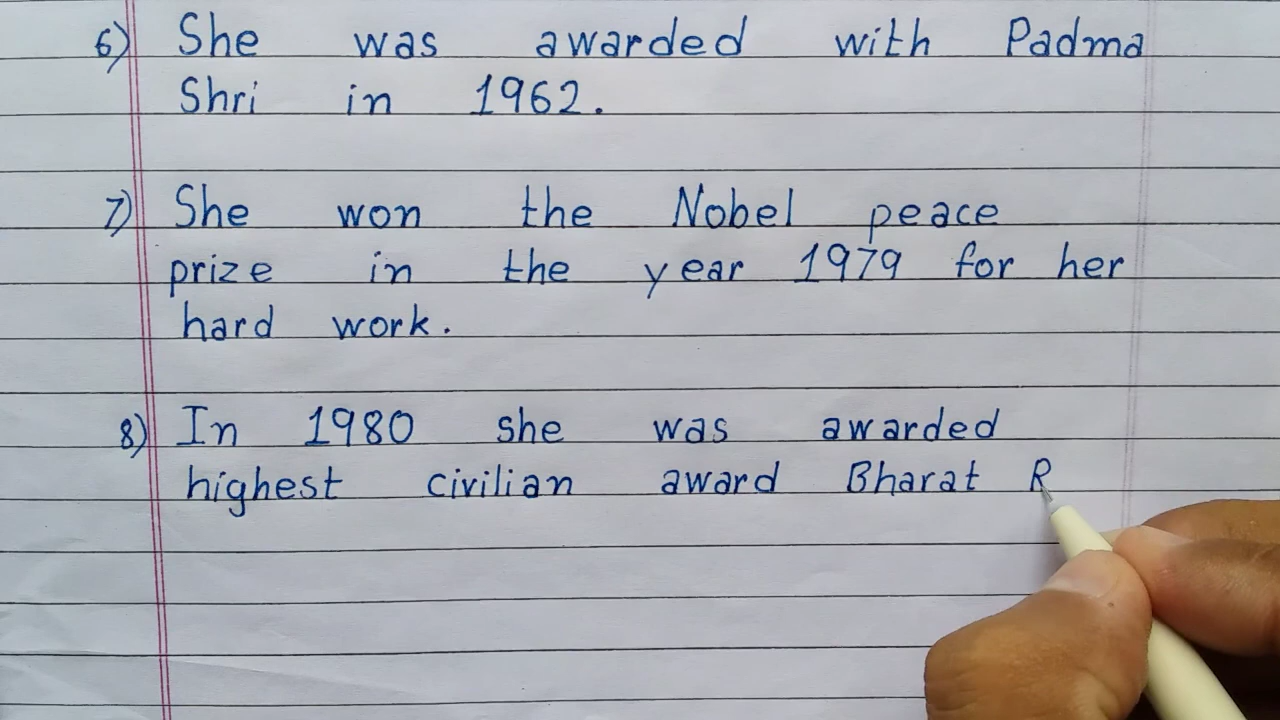 6) She was awarded with Padma
Shri in 1962.
7) She won the Nobel peace
prize in the year 1979 for her
hard work.
8) In 1980 she was awarded
highest civilian award Bharat R